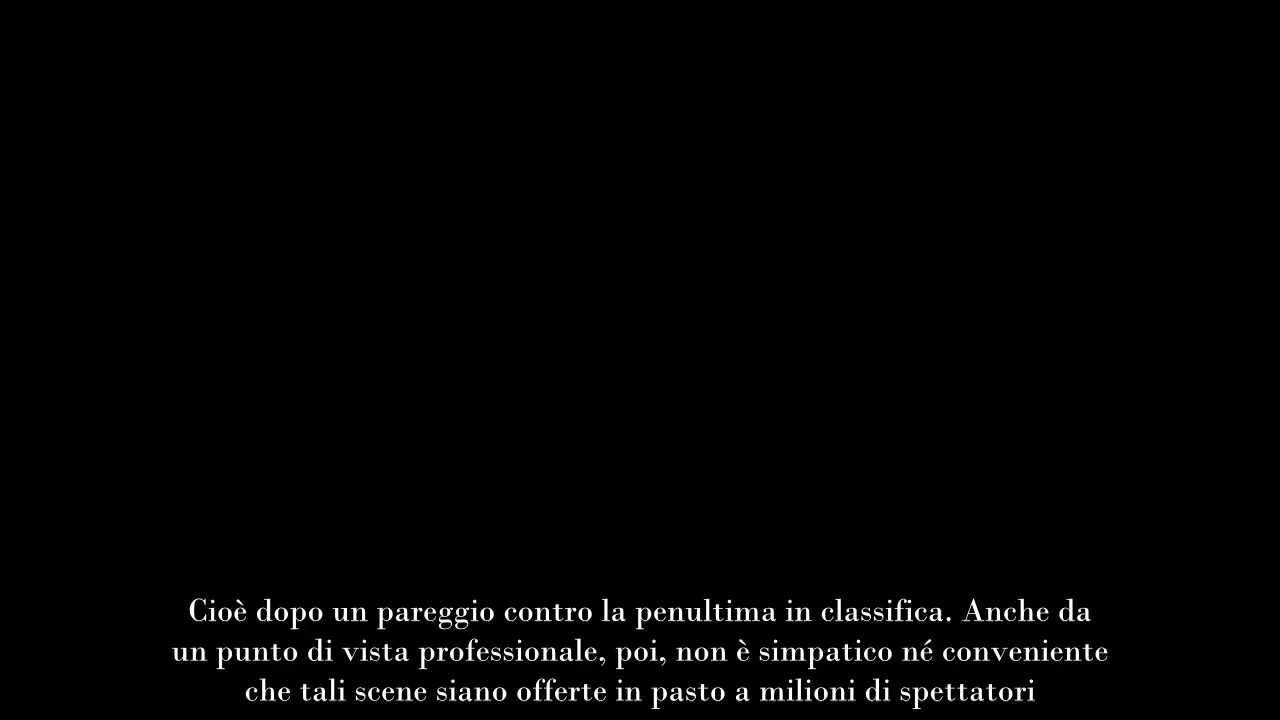 Cioè dopo un pareggio contro la penultima in classifica. Anche da
un punto di vista professionale, poi, non è simpatico né conveniente
che tali scene siano offerte in pasto a milioni di spettatori